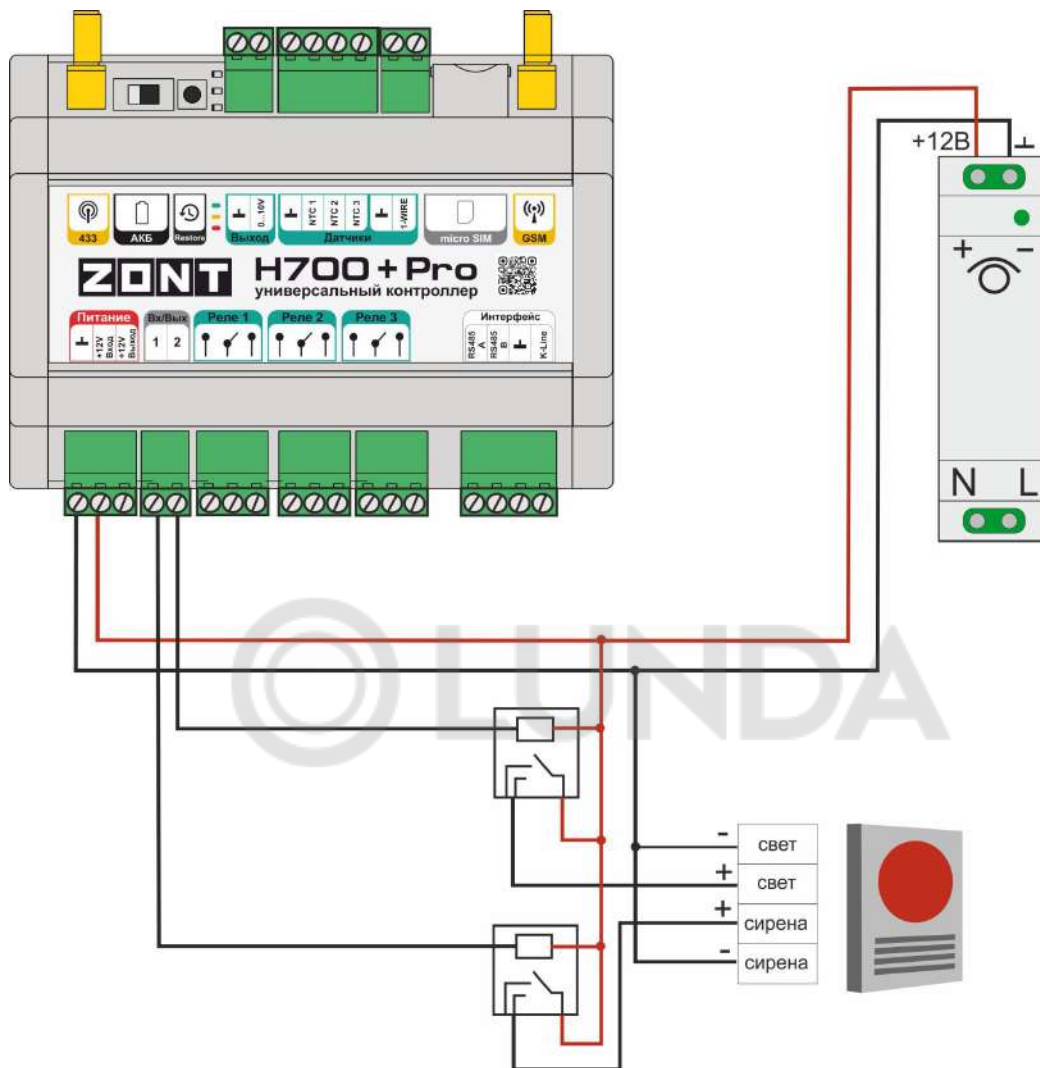 +12В
433
АКБ
Restore
Выход
0...10V
NTC 1
NTC 2
NTC 3
1-WIRE
Датчики
micro SIM
GSM
ZONT H700+Pro
универсальный контроллер
Питание
+12V Вход
+12V Выход
Вх/Вых
1 2
Реле 1
Реле 2
Реле 3
Интерфейс
RS485 A
RS485 B
K-Line
+ -
N L
LUNDA
- свет
+ свет
+ сирена
- сирена